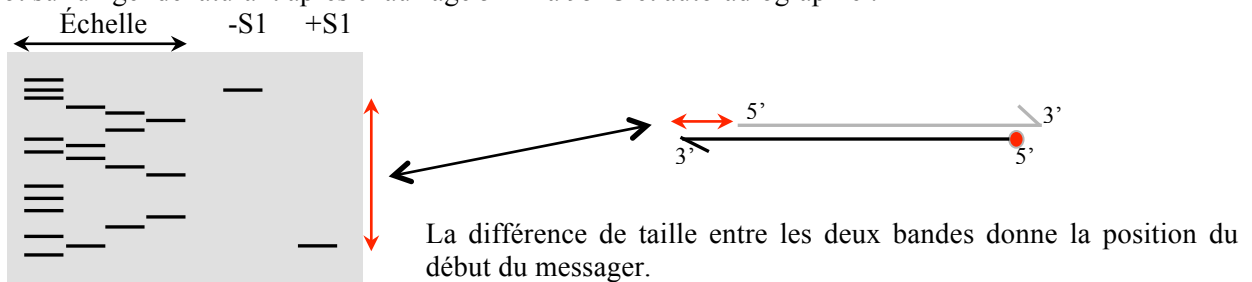 Échelle -S1 +S1
5’ 3’
3’ 5’
La différence de taille entre les deux bandes donne la position du
début du messager.